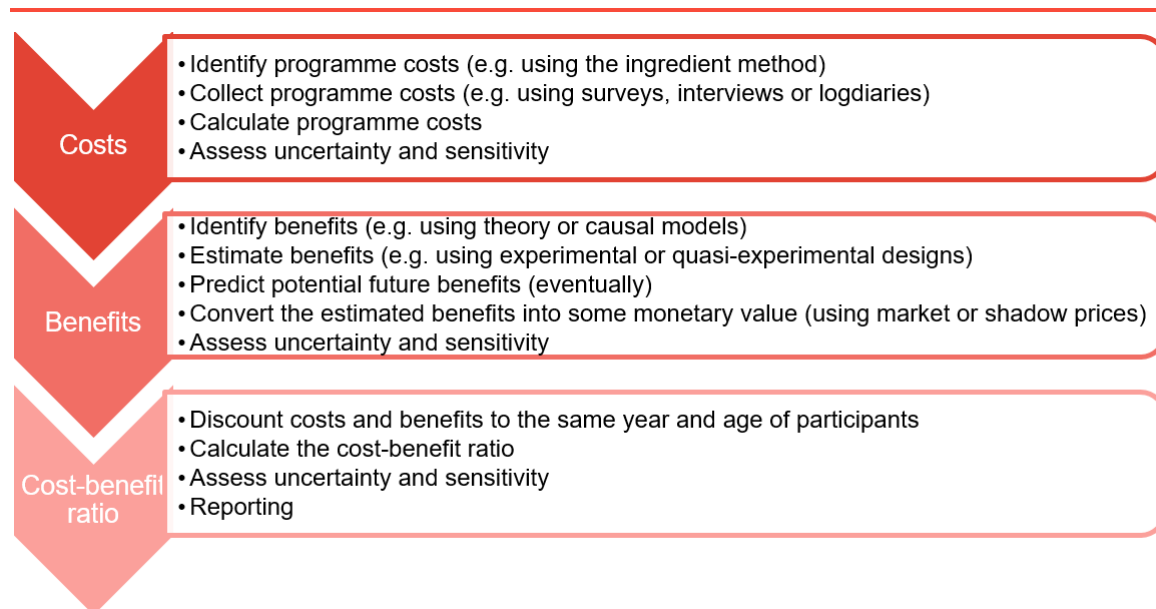 Costs
• Identify programme costs (e.g. using the ingredient method)
• Collect programme costs (e.g. using surveys, interviews or logdiaries)
• Calculate programme costs
• Assess uncertainty and sensitivity
Benefits
• Identify benefits (e.g. using theory or causal models)
• Estimate benefits (e.g. using experimental or quasi-experimental designs)
• Predict potential future benefits (eventually)
• Convert the estimated benefits into some monetary value (using market or shadow prices)
• Assess uncertainty and sensitivity
Cost-benefit
ratio
• Discount costs and benefits to the same year and age of participants
• Calculate the cost-benefit ratio
• Assess uncertainty and sensitivity
• Reporting